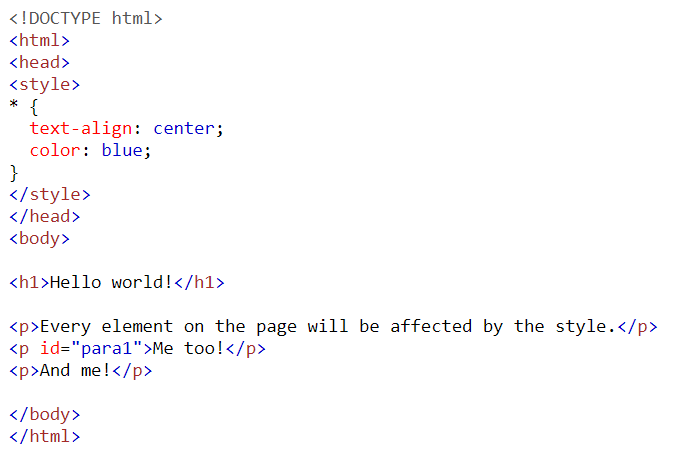 <!DOCTYPE html>
<html>
<head>
<style>
* {
  text-align: center;
  color: blue;
}
</style>
</head>
<body>

<h1>Hello world!</h1>

<p>Every element on the page will be affected by the style.</p>
<p id="para1">Me too!</p>
<p>And me!</p>

</body>
</html>